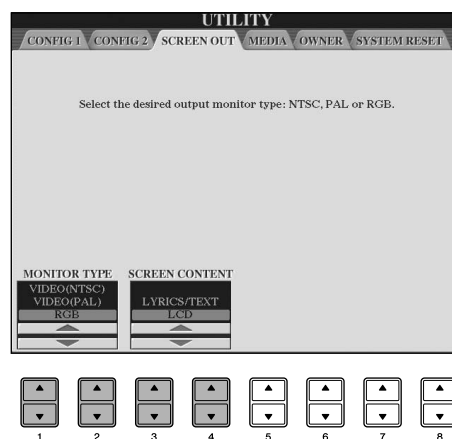 UTILITY
CONFIG 1 CONFIG 2 SCREEN OUT MEDIA OWNER SYSTEM RESET
Select the desired output monitor type: NTSC, PAL or RGB.
MONITOR TYPE SCREEN CONTENT
VIDEO(NTSC)
VIDEO(PAL) LYRICS/TEXT
RGB LCD
1 2 3 4 5 6 7 8